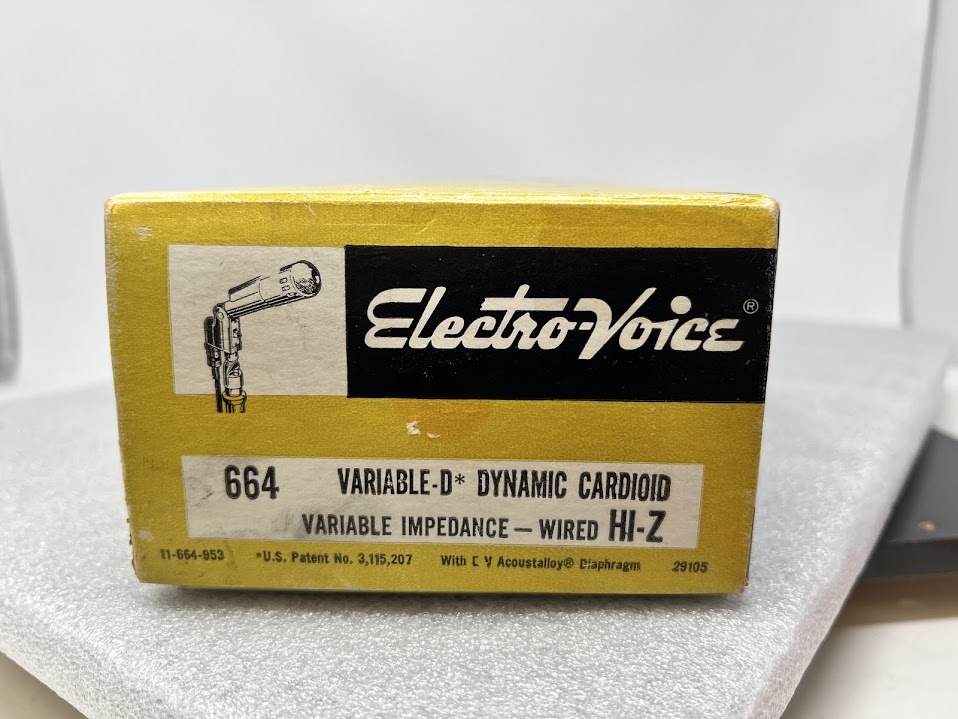 Electro-Voice®
664 VARIABLE-D* DYNAMIC CARDIOID
VARIABLE IMPEDANCE — WIRED HI-Z
11-664-953 *U.S. Patent No. 3,115,207 With E V Acoustalloy® Diaphragm 29105